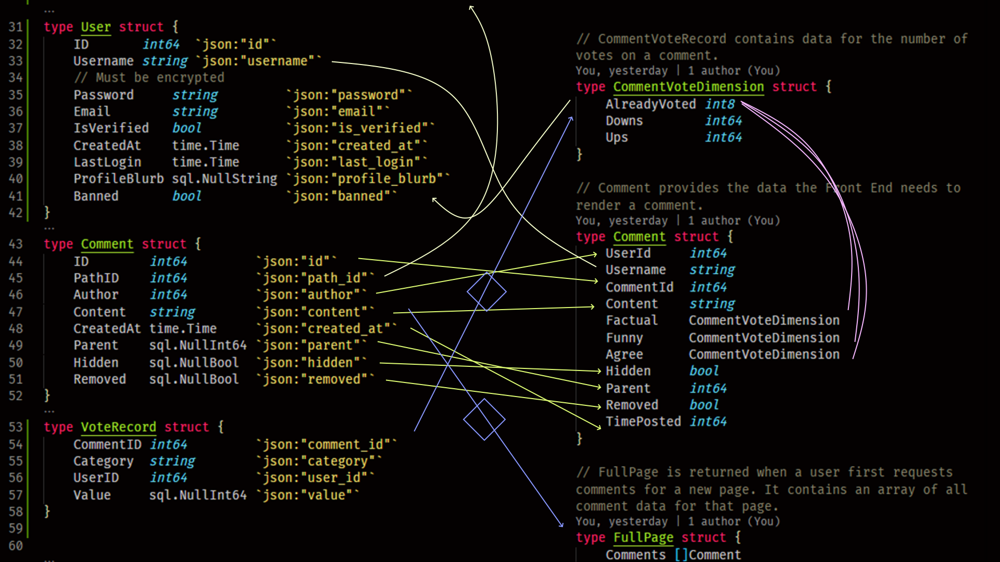 ...
31 type User struct {
32 ID int64 `json:"id"`
33 Username string `json:"username"`
34 // Must be encrypted
35 Password string `json:"password"`
36 Email string `json:"email"`
37 IsVerified bool `json:"is_verified"`
38 CreatedAt time.Time `json:"created_at"`
39 LastLogin time.Time `json:"last_login"`
40 ProfileBlurb sql.NullString `json:"profile_blurb"`
41 Banned bool `json:"banned"`
42 }
...
43 type Comment struct {
44 ID int64 `json:"id"`
45 PathID int64 `json:"path_id"`
46 Author int64 `json:"author"`
47 Content string `json:"content"`
48 CreatedAt time.Time `json:"created_at"`
49 Parent sql.NullInt64 `json:"parent"`
50 Hidden sql.NullBool `json:"hidden"`
51 Removed sql.NullBool `json:"removed"`
52 }
...
53 type VoteRecord struct {
54 CommentID int64 `json:"comment_id"`
55 Category string `json:"category"`
56 UserID int64 `json:"user_id"`
57 Value sql.NullInt64 `json:"value"`
58 }
59
60
...
// CommentVoteRecord contains data for the number of
votes on a comment.
You, yesterday | 1 author (You)
type CommentVoteDimension struct {
AlreadyVoted int8
Downs int64
Ups int64
}
// Comment provides the data the Front End needs to
render a comment.
You, yesterday | 1 author (You)
type Comment struct {
UserId int64
Username string
CommentId int64
Content string
Factual CommentVoteDimension
Funny CommentVoteDimension
Agree CommentVoteDimension
Hidden bool
Parent int64
Removed bool
TimePosted int64
}
// FullPage is returned when a user first requests
comments for a new page. It contains an array of all
comment data for that page.
You, yesterday | 1 author (You)
type FullPage struct {
Comments []Comment